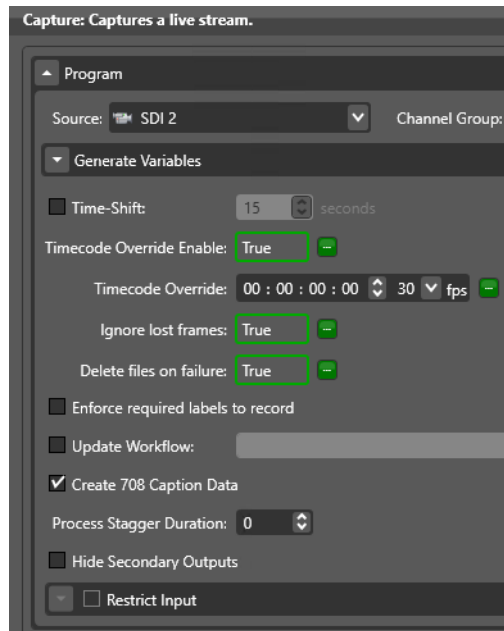 Capture: Captures a live stream.
Program
Source: SDI 2 Channel Group:
Generate Variables
Time-Shift: 15 seconds
Timecode Override Enable: True
Timecode Override: 00 : 00 : 00 : 00 30 fps
Ignore lost frames: True
Delete files on failure: True
Enforce required labels to record
Update Workflow:
Create 708 Caption Data
Process Stagger Duration: 0
Hide Secondary Outputs
Restrict Input